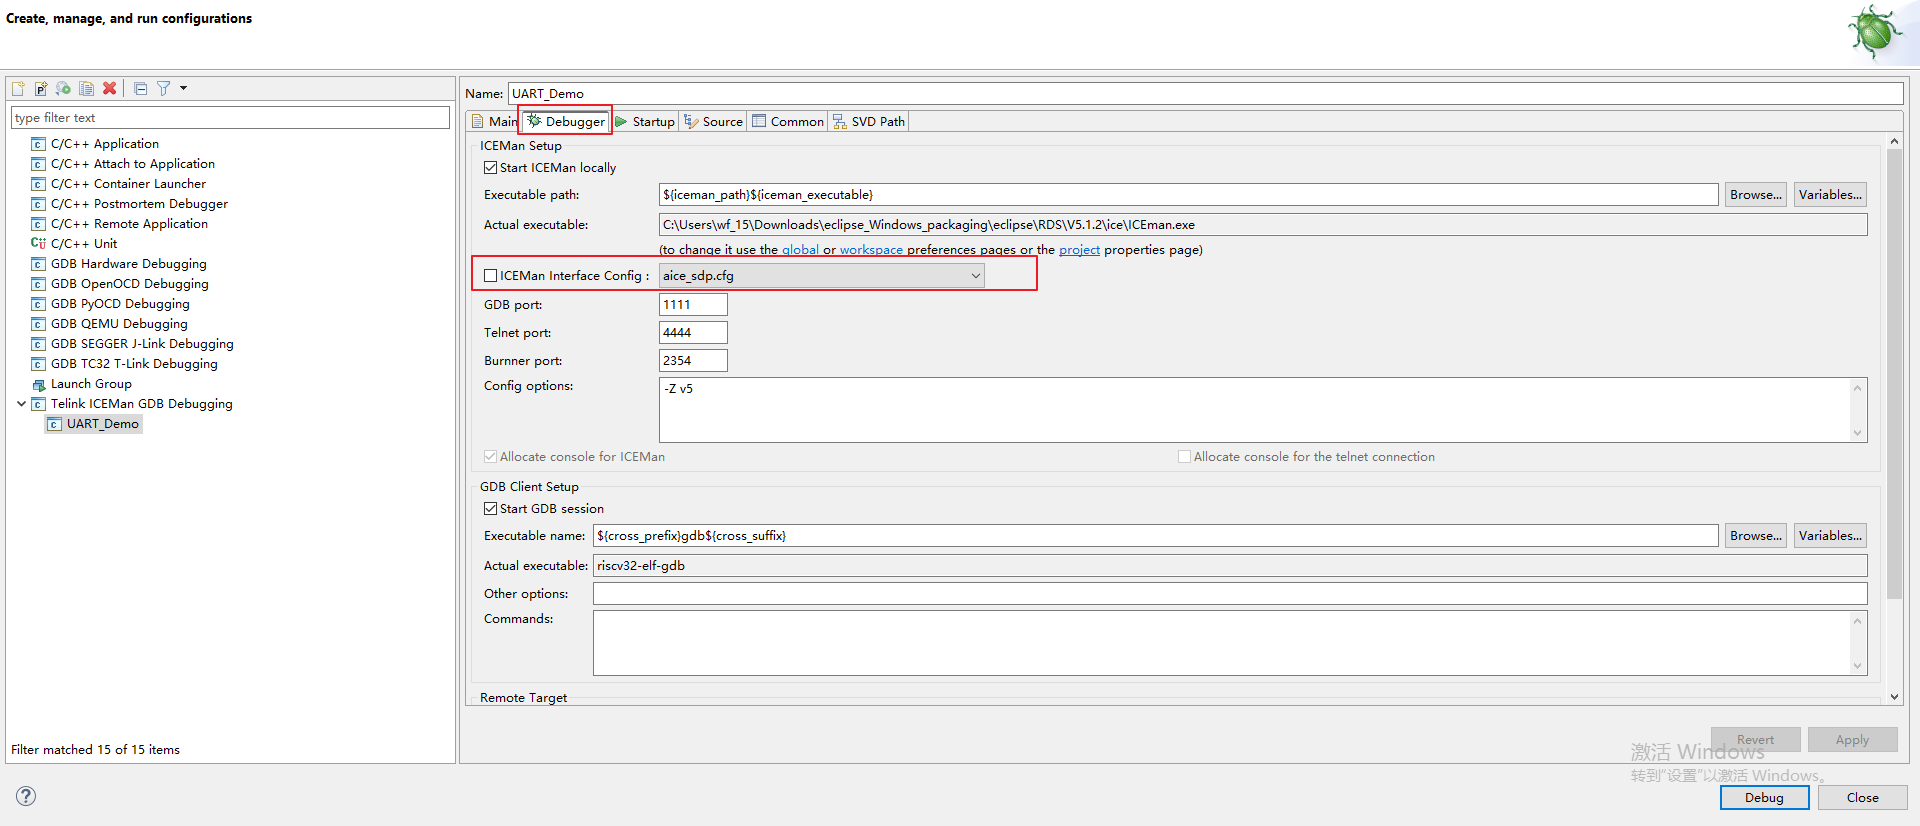 Create, manage, and run configurations
type filter text
C/C++ Application
C/C++ Attach to Application
C/C++ Container Launcher
C/C++ Postmortem Debugger
C/C++ Remote Application
C/C++ Unit
GDB Hardware Debugging
GDB OpenOCD Debugging
GDB PyOCD Debugging
GDB QEMU Debugging
GDB SEGGER J-Link Debugging
GDB TC32 T-Link Debugging
Launch Group
Telink ICEMan GDB Debugging
UART_Demo
Filter matched 15 of 15 items
Name: UART_Demo
Main Debugger Startup Source Common SVD Path
ICEMan Setup
Start ICEMan locally
Executable path: ${iceman_path}${iceman_executable} Browse... Variables...
Actual executable: C:\Users\wf_15\Downloads\eclipse_Windows_packaging\eclipse\RDS\V5.1.2\ice\ICEman.exe
(to change it use the global or workspace preferences pages or the project properties page)
ICEMan Interface Config : aice_sdp.cfg
GDB port: 1111
Telnet port: 4444
Burnner port: 2354
Config options: -Z v5
Allocate console for ICEMan Allocate console for the telnet connection
GDB Client Setup
Start GDB session
Executable name: ${cross_prefix}gdb${cross_suffix} Browse... Variables...
Actual executable: riscv32-elf-gdb
Other options:
Commands:
Remote Target
Revert Apply
激活 Windows
转到"设置"以激活 Windows。
Debug Close